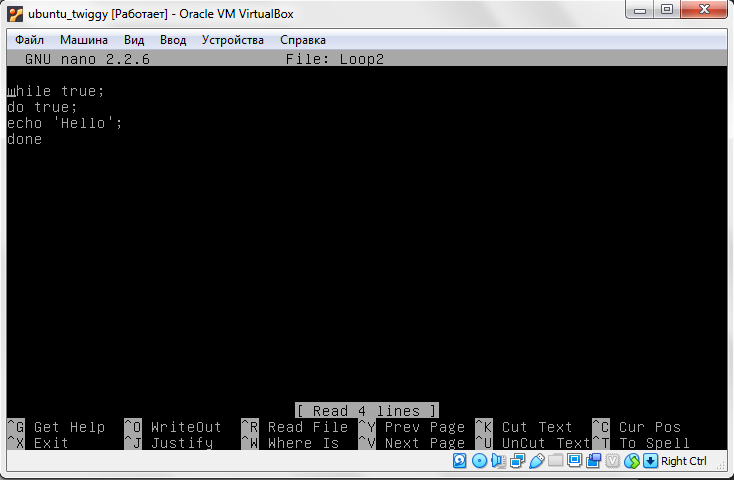 ubuntu_twiggy [Работает] - Oracle VM VirtualBox
Файл Машина Вид Ввод Устройства Справка
GNU nano 2.2.6 File: Loop2
while true;
do true;
echo 'Hello';
done
[ Read 4 lines ]
^G Get Help ^O WriteOut ^R Read File ^Y Prev Page ^K Cut Text ^C Cur Pos
^X Exit ^J Justify ^W Where Is ^V Next Page ^U UnCut Text ^T To Spell
Right Ctrl